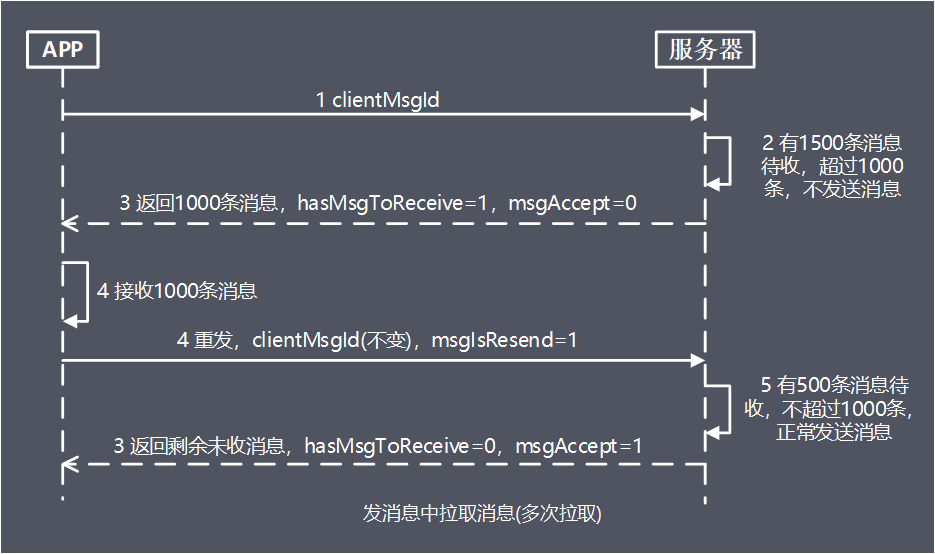 APP
服务器
1 clientMsgId
2 有1500条消息
待收，超过1000
条，不发送消息
3 返回1000条消息，hasMsgToReceive=1，msgAccept=0
4 接收1000条消息
4 重发，clientMsgId(不变)，msgIsResend=1
5 有500条消息待
收，不超过1000条，
正常发送消息
3 返回剩余未收消息，hasMsgToReceive=0，msgAccept=1
发消息中拉取消息(多次拉取)